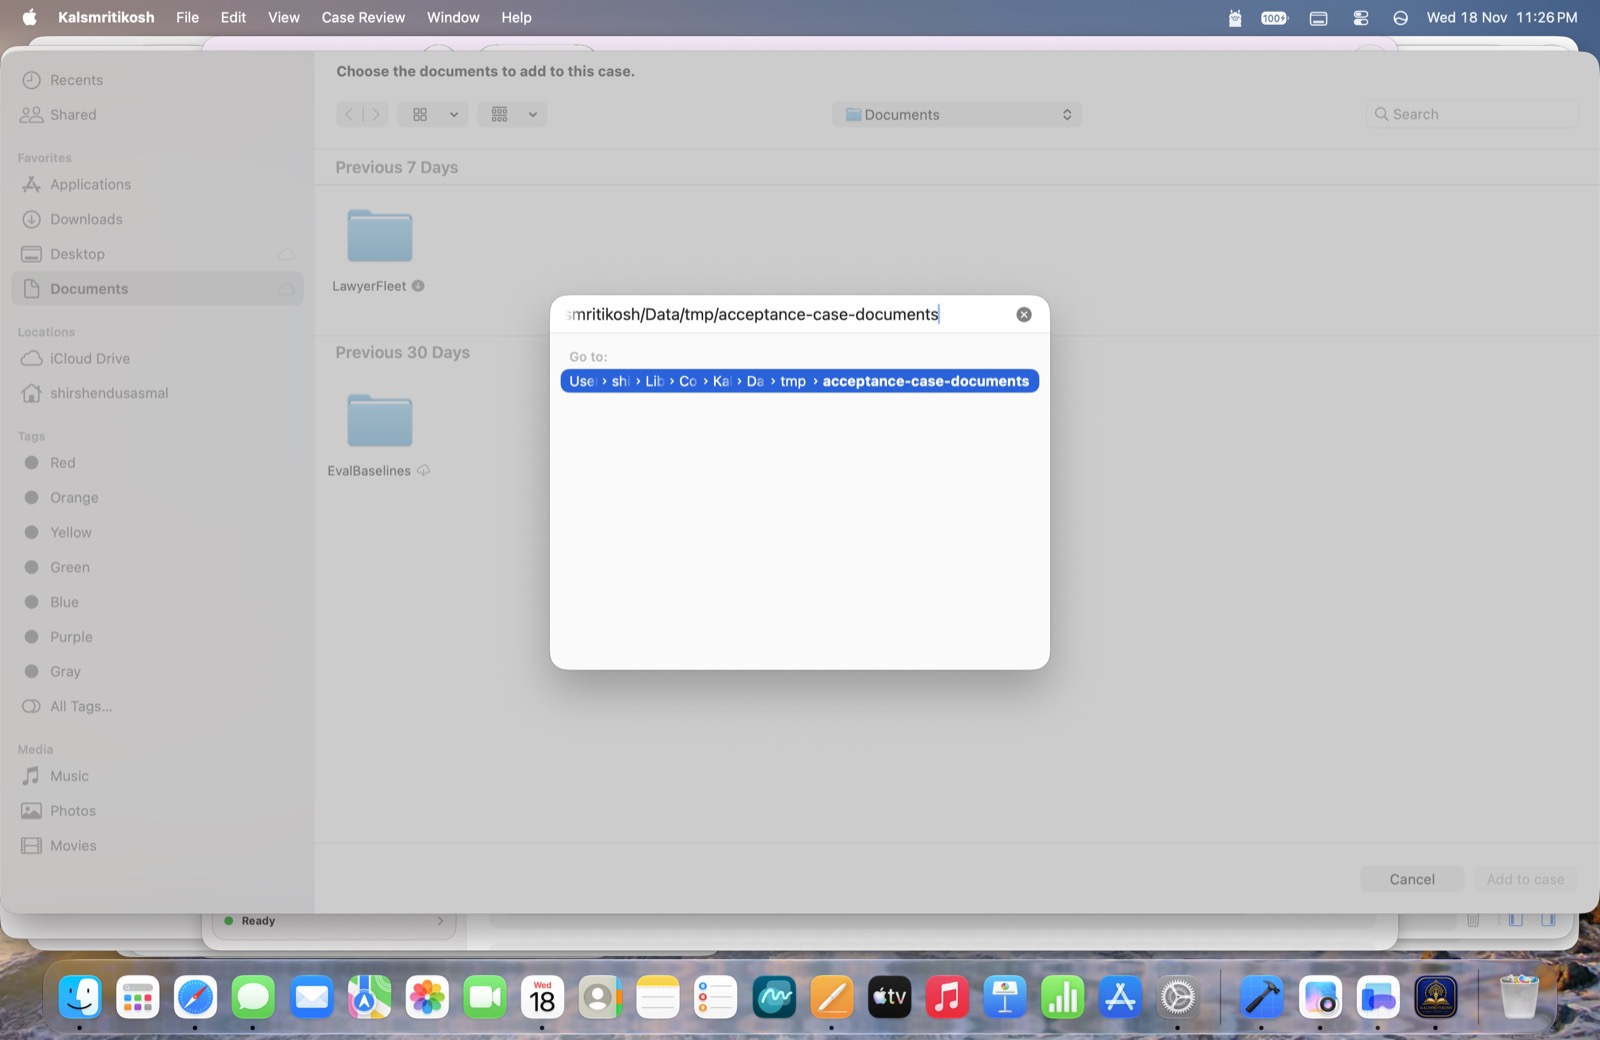 Kalsmritikosh File Edit View Case Review Window Help 100 Wed 18 Nov 11:26 PM
Choose the documents to add to this case.
Documents
Search
Recents
Shared
Favorites
Applications
Downloads
Desktop
Documents
Locations
iCloud Drive
shirshendusasmal
Tags
Red
Orange
Yellow
Green
Blue
Purple
Gray
All Tags...
Media
Music
Photos
Movies
Previous 7 Days
LawyerFleet
Previous 30 Days
EvalBaselines
smritikosh/Data/tmp/acceptance-case-documents
Go to:
Use › shi › Lib › Co › Kal › Da › tmp › acceptance-case-documents
Cancel Add to case
Ready
Wed
18
tv